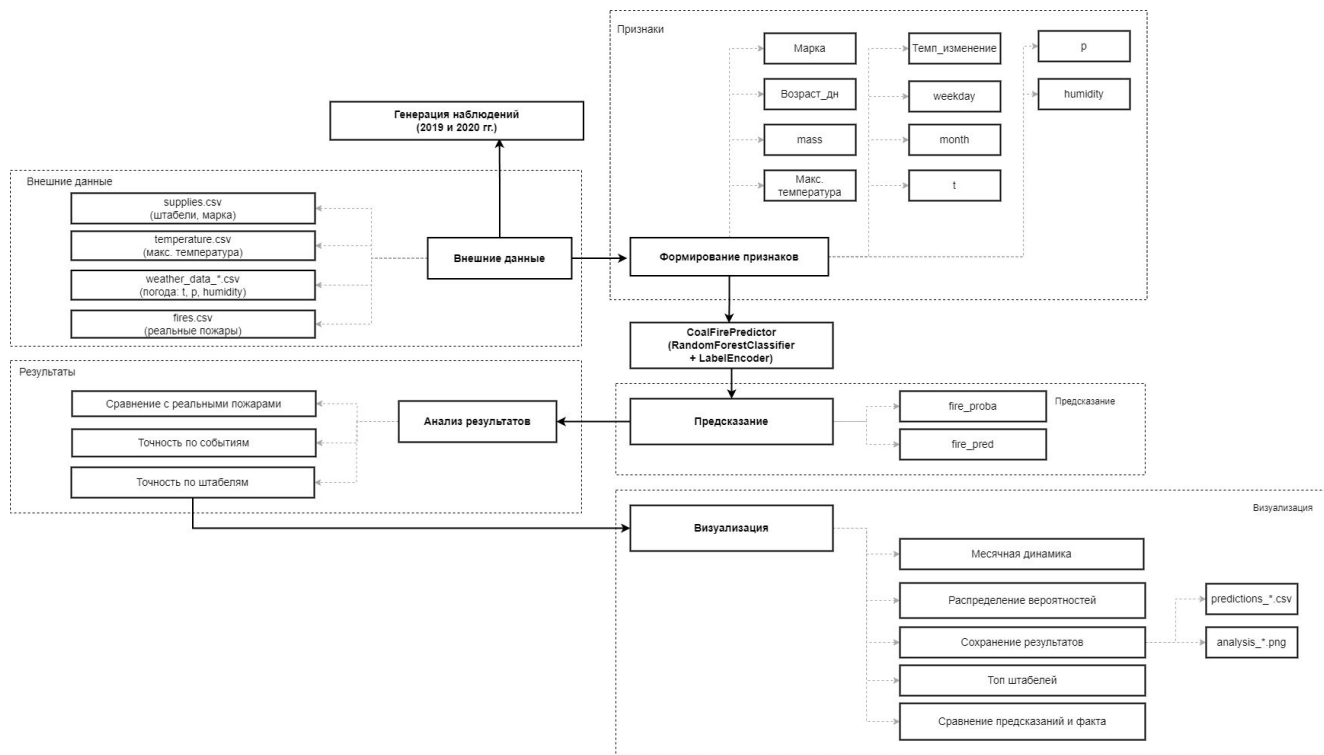 Признаки
Марка
Темп_изменение
p
Возраст_дн
weekday
humidity
mass
month
Макс.
температура
t
Генерация наблюдений
(2019 и 2020 гг.)
Внешние данные
supplies.csv
(штабели, марка)
temperature.csv
(макс. температура)
weather_data_*.csv
(погода: t, p, humidity)
fires.csv
(реальные пожары)
Внешние данные
Формирование признаков
CoalFirePredictor
(RandomForestClassifier
+ LabelEncoder)
Результаты
Сравнение с реальными пожарами
Точность по событиям
Точность по штабелям
Анализ результатов
Предсказание
fire_proba
fire_pred
Предсказание
Визуализация
Визуализация
Месячная динамика
Распределение вероятностей
Сохранение результатов
Топ штабелей
Сравнение предсказаний и факта
predictions_*.csv
analysis_*.png